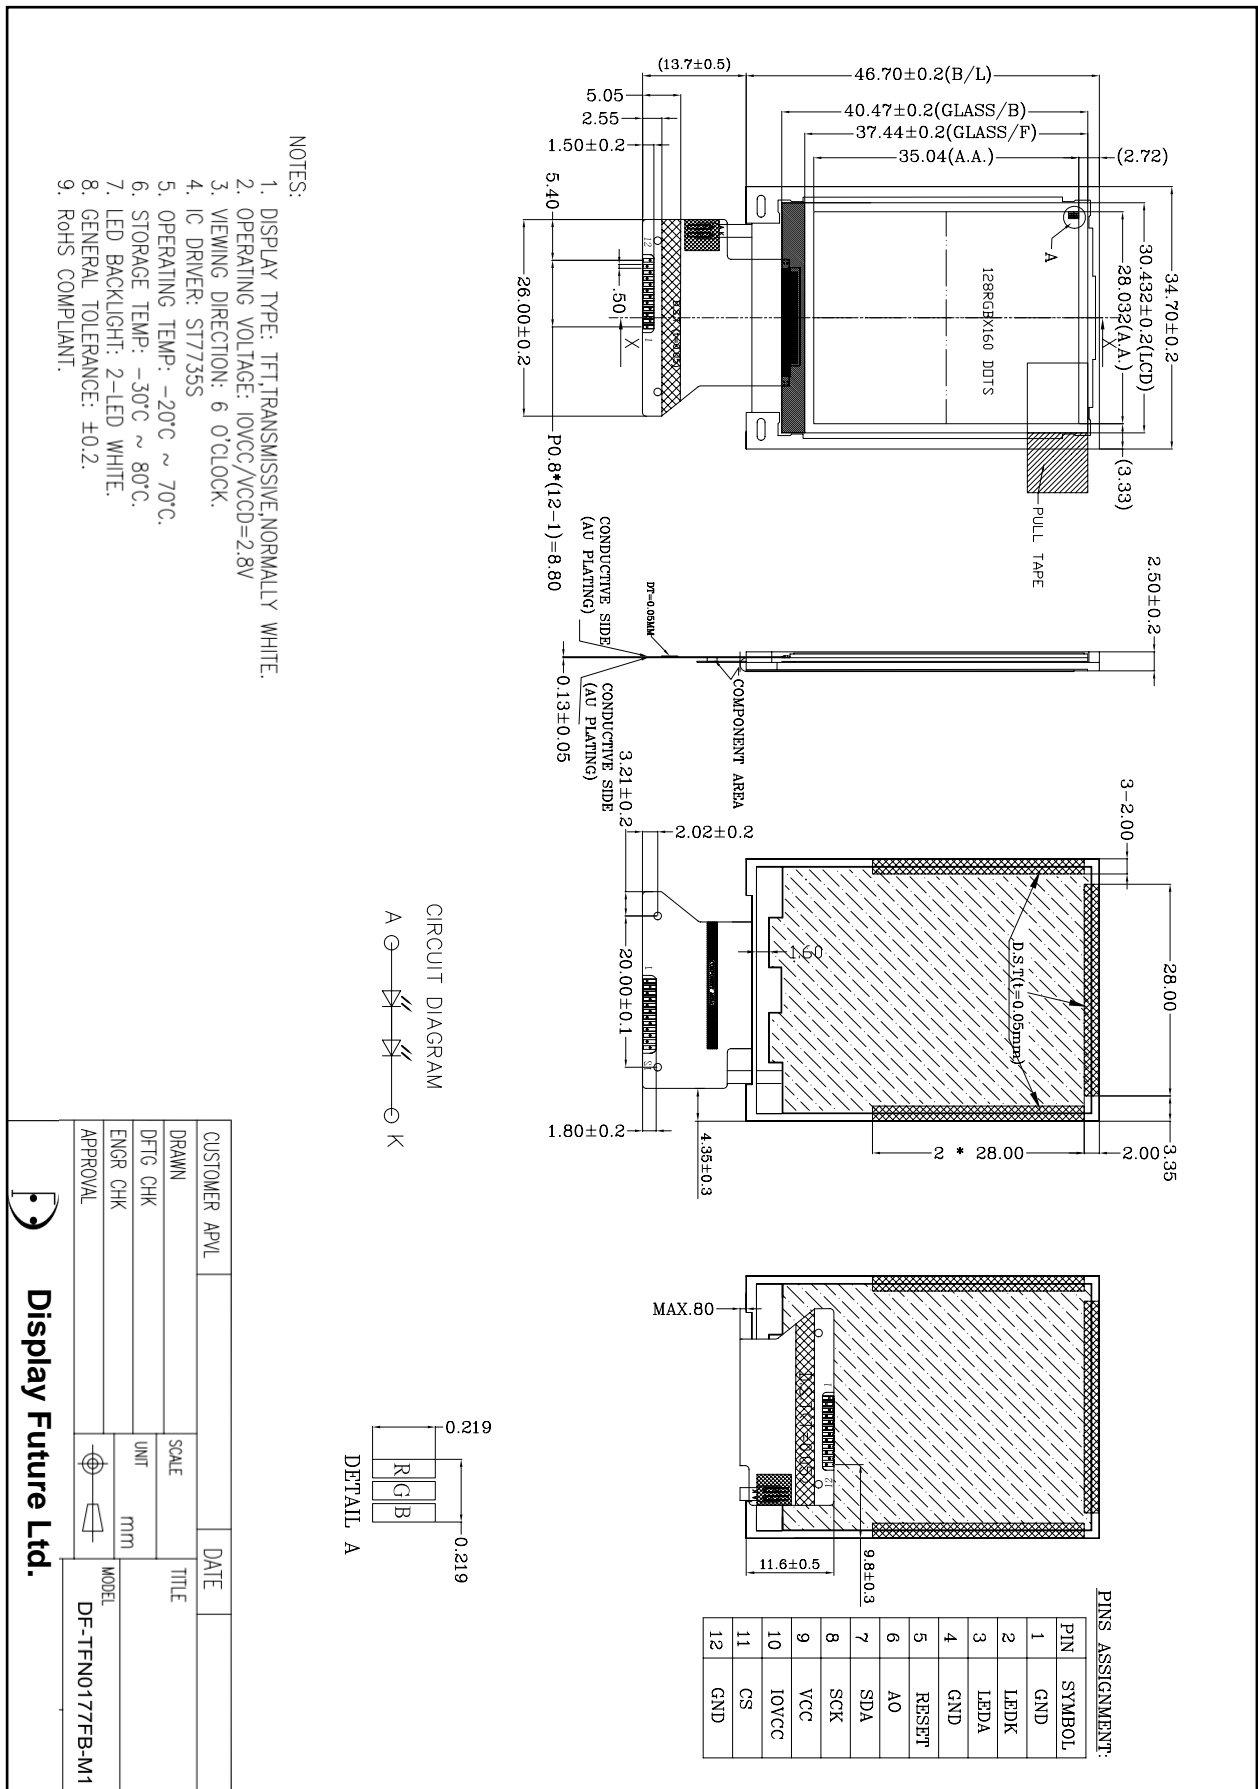 46.70±0.2(B/L)
(13.7±0.5)
40.47±0.2(GLASS/B)
37.44±0.2(GLASS/F)
35.04(A.A.)
(2.72)
5.05
2.55
1.50±0.2
5.40
.50
26.00±0.2
P0.8*(12-1)=8.80
12
1
X
X
A
128RGBX160 DOTS
34.70±0.2
30.432±0.2(LCD)
28.032(A.A.)
(3.33)
PULL TAPE
2.50±0.2
DT=0.05MM
CONDUCTIVE SIDE
(AU PLATING)
CONDUCTIVE SIDE
(AU PLATING)
0.13±0.05
COMPONENT AREA
3-2.00
28.00
3.35
2.00
2 * 28.00
D.S.T(t=0.05mm)
1.60
3.21±0.2
2.02±0.2
20.00±0.1
1
12
1.80±0.2
4.35±0.3
MAX.80
1
12
11.6±0.5
9.8±0.3
PINS ASSIGNMENT:
PIN SYMBOL
1 GND
2 LEDK
3 LEDA
4 GND
5 RESET
6 AO
7 SDA
8 SCK
9 VCC
10 IOVCC
11 CS
12 GND
NOTES:
1. DISPLAY TYPE: TFT,TRANSMISSIVE,NORMALLY WHITE.
2. OPERATING VOLTAGE: IOVCC/VCCD=2.8V
3. VIEWING DIRECTION: 6 O'CLOCK.
4. IC DRIVER: ST7735S
5. OPERATING TEMP: -20°C ~ 70°C.
6. STORAGE TEMP: -30°C ~ 80°C.
7. LED BACKLIGHT: 2-LED WHITE.
8. GENERAL TOLERANCE: ±0.2.
9. RoHS COMPLIANT.
CIRCUIT DIAGRAM
A
K
0.219
0.219
R G B
DETAIL A
CUSTOMER APVL
DATE
DRAWN
SCALE
TITLE
DFTG CHK
UNIT mm
ENGR CHK
MODEL
DF-TFN0177FB-M1
APPROVAL
Display Future Ltd.